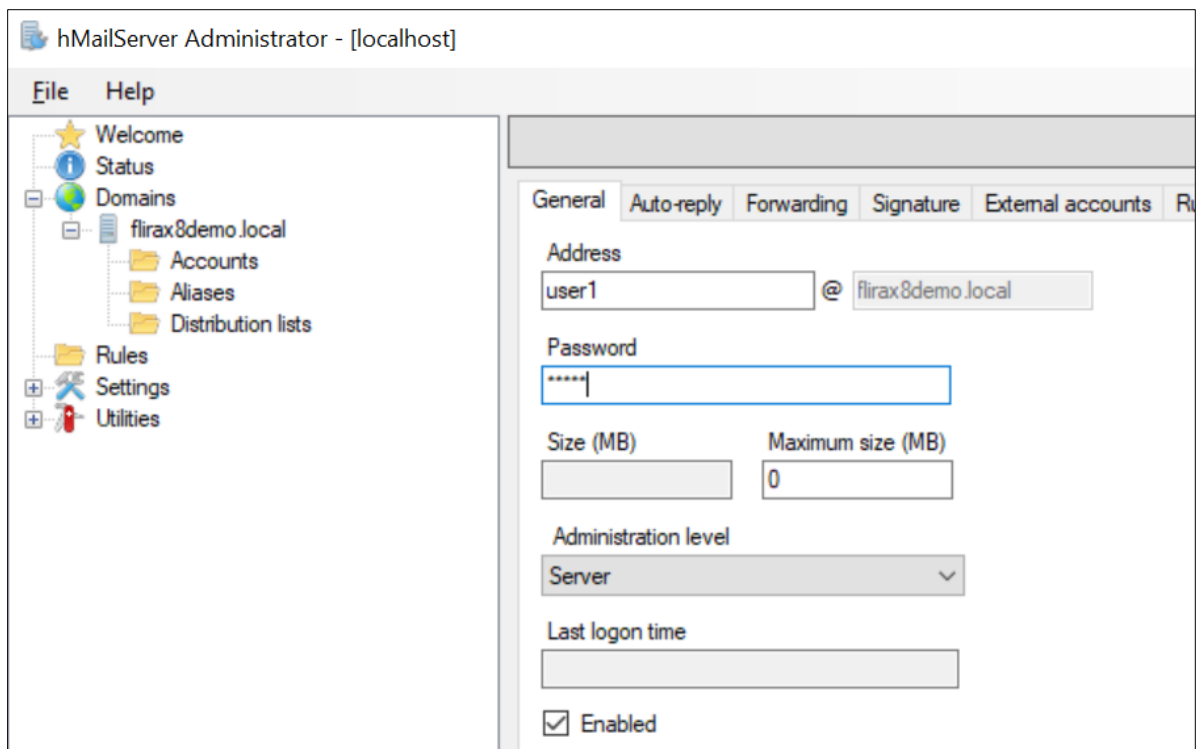 hMailServer Administrator - [localhost]
File Help
Welcome
Status
Domains
flirax8demo.local
Accounts
Aliases
Distribution lists
Rules
Settings
Utilities
General Auto-reply Forwarding Signature External accounts
Address
user1 @ flirax8demo.local
Password
*****
Size (MB) Maximum size (MB)
0
Administration level
Server
Last logon time
Enabled